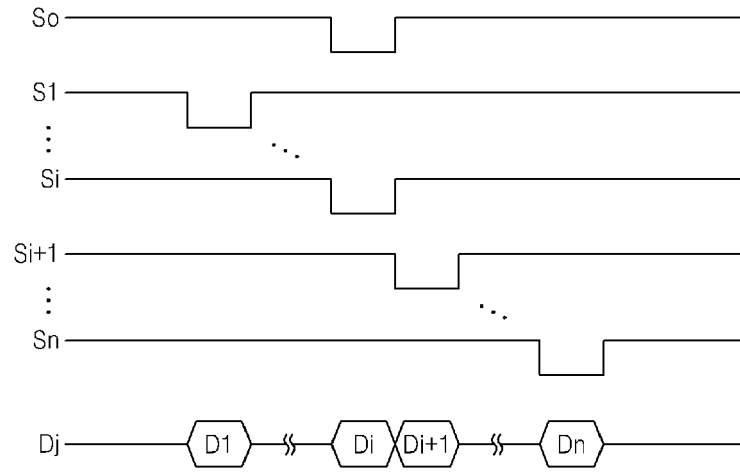 So
S1
Si
Si+1
Sn
Dj D1 Di Di+1 Dn